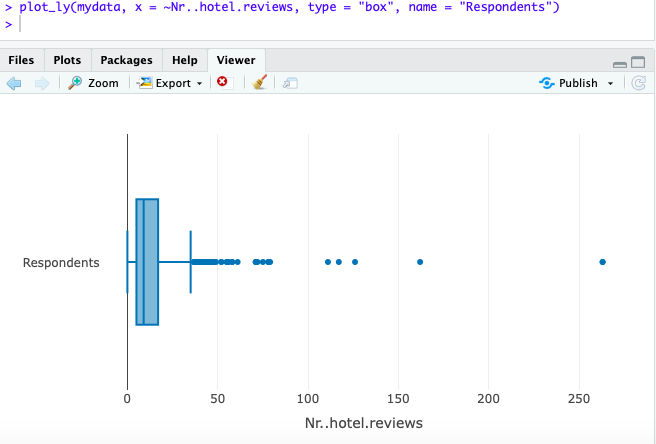 > plot_ly(mydata, x = ~Nr..hotel.reviews, type = "box", name = "Respondents")
>
Files Plots Packages Help Viewer
Zoom Export Publish
Respondents
0 50 100 150 200 250
Nr..hotel.reviews